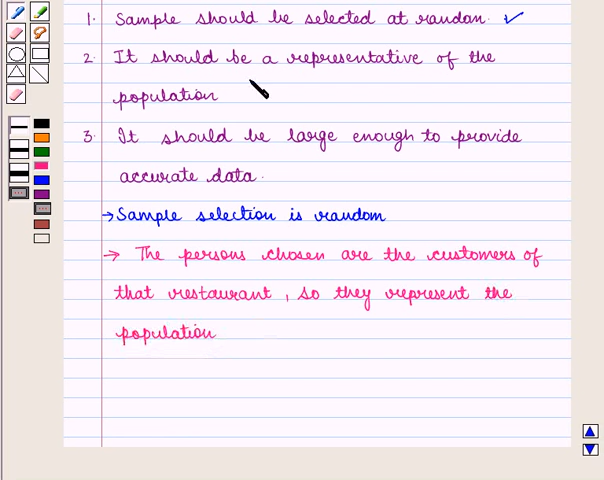 1. Sample should be selected at random. ✓
2. It should be a representative of the
population
3. It should be large enough to provide
accurate data.
→ Sample selection is random
→ The persons chosen are the customers of
that restaurant, so they represent the
population